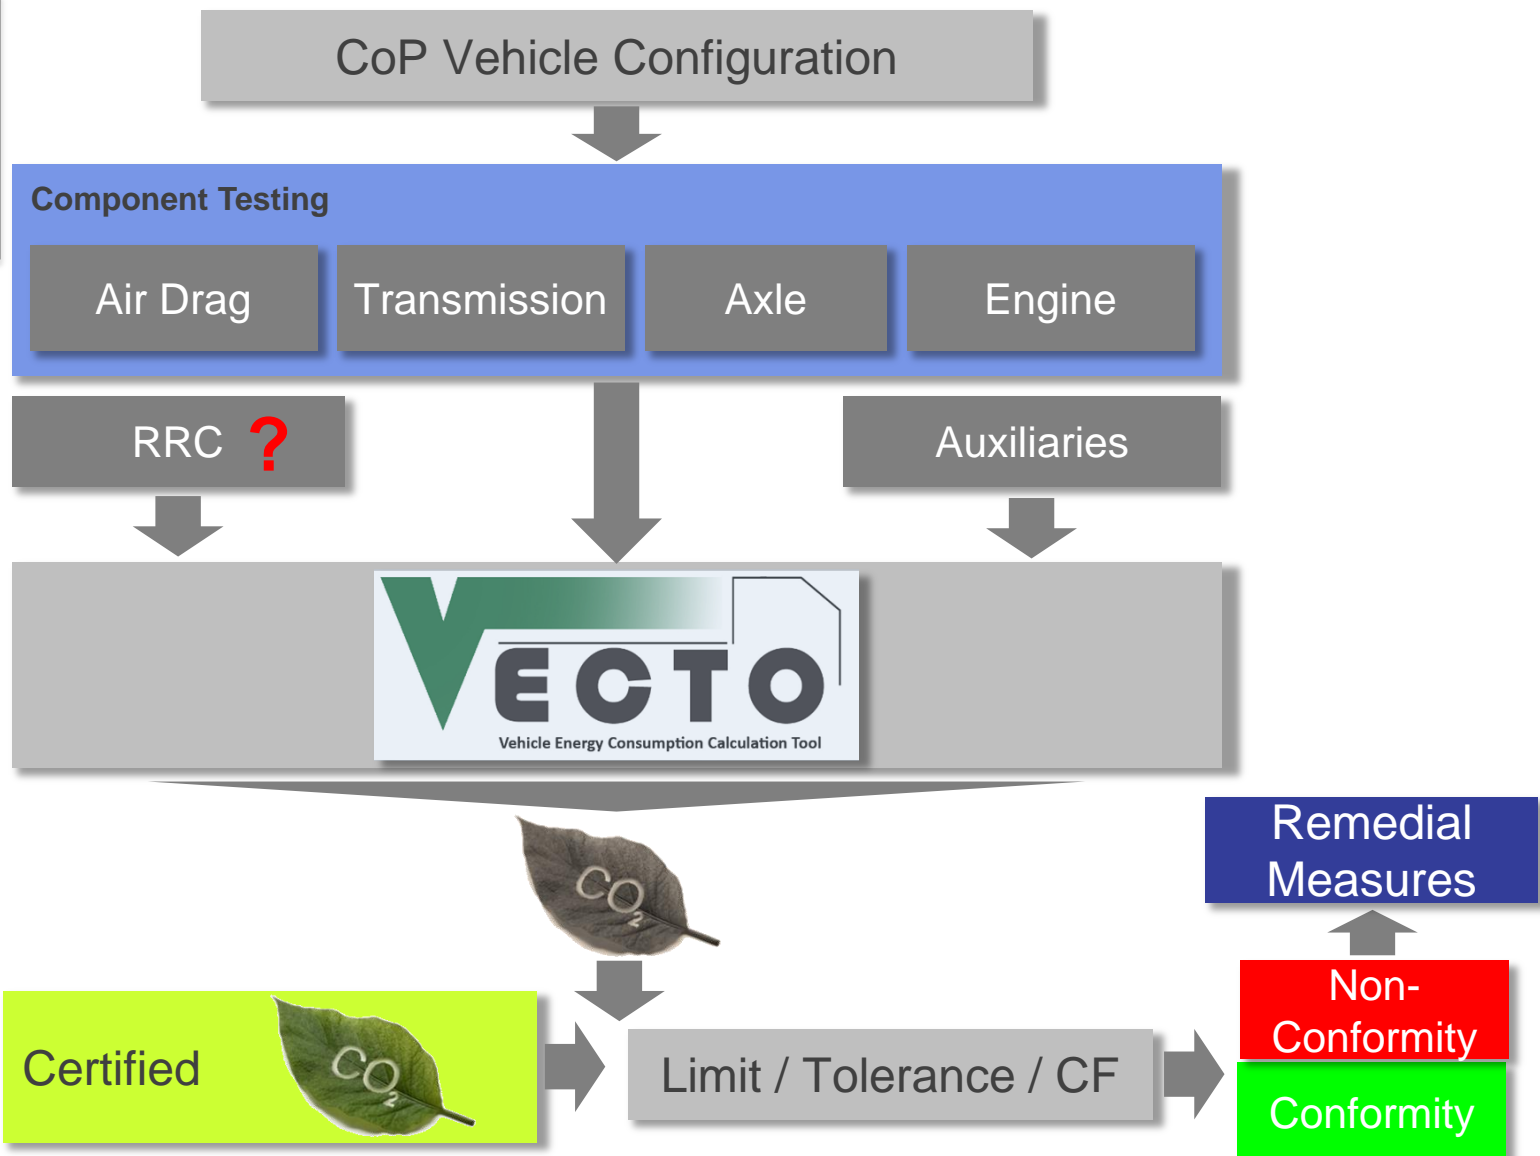 CoP Vehicle Configuration
Component Testing
Air Drag
Transmission
Axle
Engine
RRC ?
Auxiliaries
VECTO
Vehicle Energy Consumption Calculation Tool
CO2
Remedial
Measures
Non-
Conformity
Certified
CO2
Limit / Tolerance / CF
Conformity